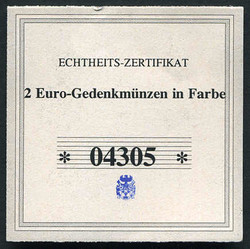 ECHTHEITS-ZERTIFIKAT
2 Euro-Gedenkmünzen in Farbe
* 04305 *